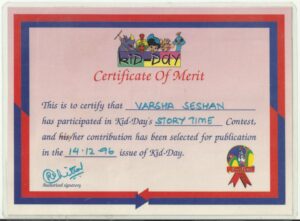 KID-DAY
Certificate Of Merit
This is to certify that VARSHA SESHAN
has participated in Kid-Day's STORY TIME Contest,
and his/her contribution has been selected for publication
in the 14.12.96 issue of Kid-Day.
Authorised signatory